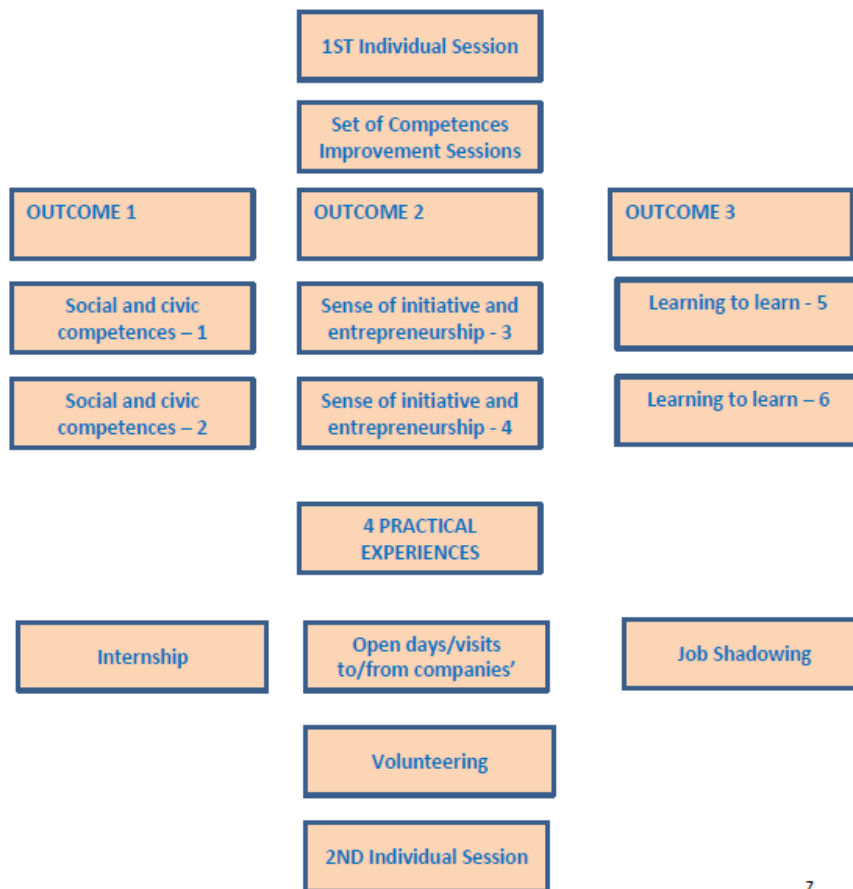 1ST Individual Session
Set of Competences
Improvement Sessions
OUTCOME 1
OUTCOME 2
OUTCOME 3
Social and civic
competences – 1
Sense of initiative and
entrepreneurship - 3
Learning to learn - 5
Social and civic
competences – 2
Sense of initiative and
entrepreneurship - 4
Learning to learn – 6
4 PRACTICAL
EXPERIENCES
Internship
Open days/visits
to/from companies’
Job Shadowing
Volunteering
2ND Individual Session
7